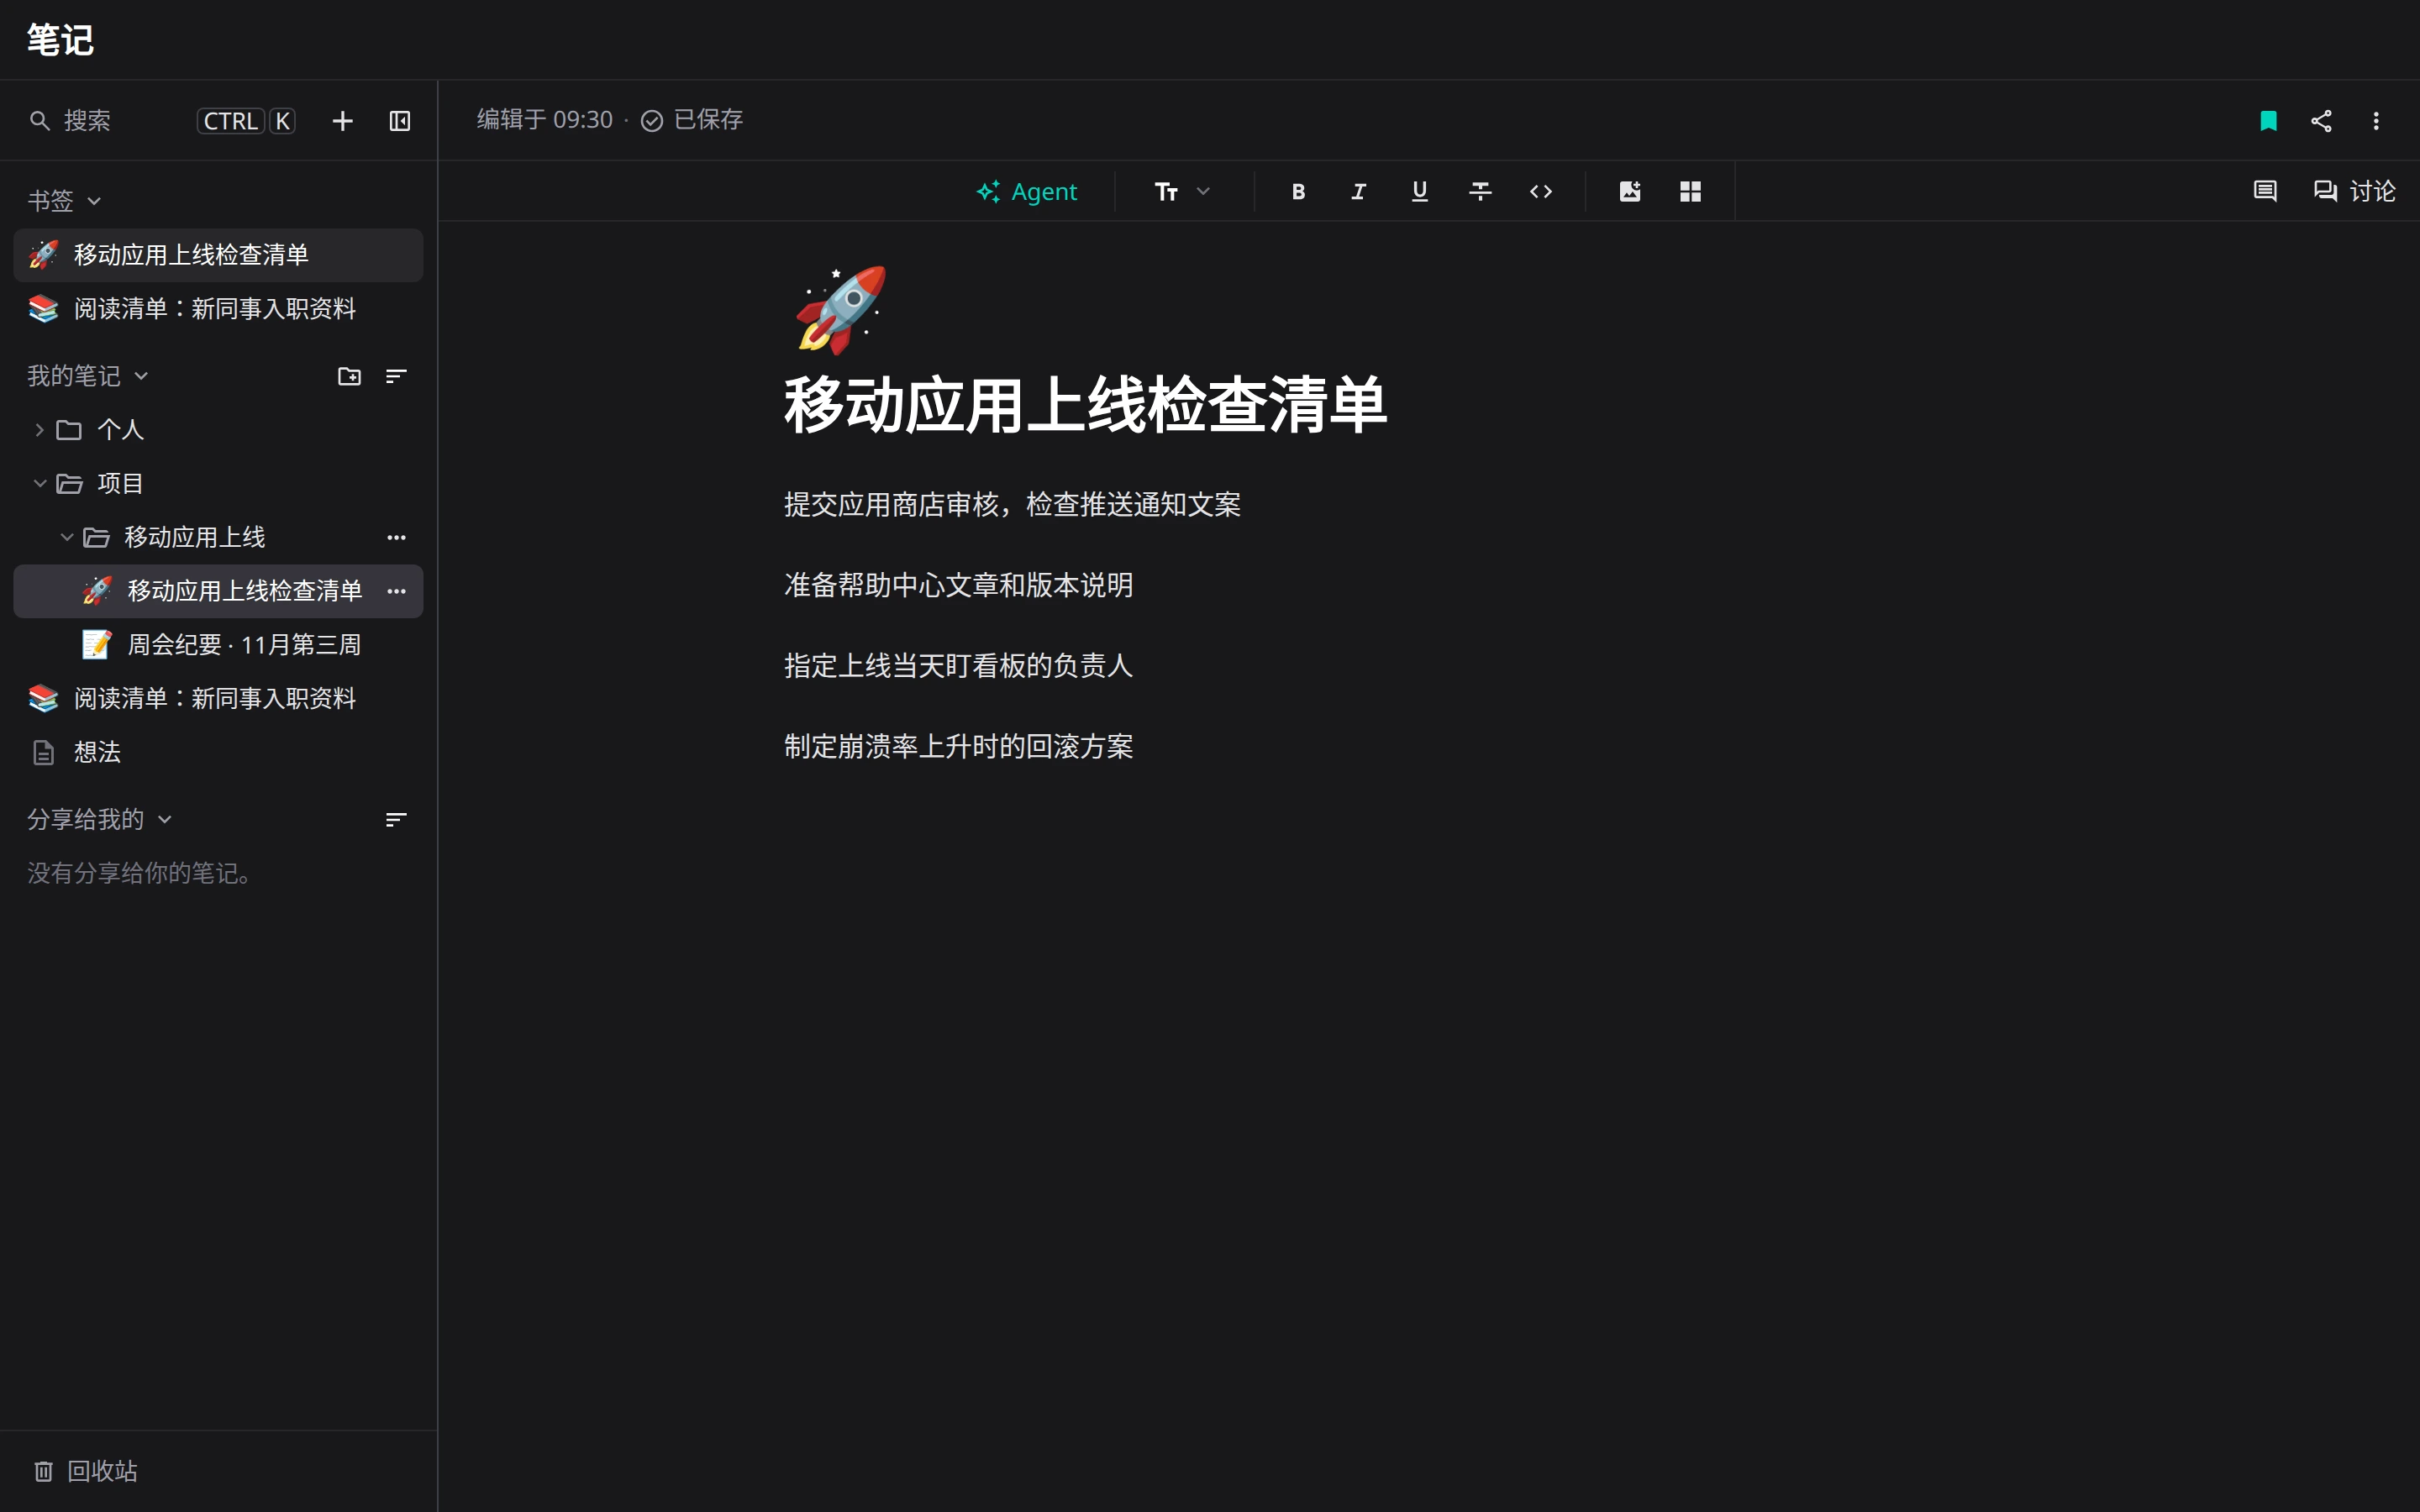 笔记
搜索 CTRL K
书签
移动应用上线检查清单
阅读清单：新同事入职资料
我的笔记
个人
项目
移动应用上线
移动应用上线检查清单
周会纪要 · 11月第三周
阅读清单：新同事入职资料
想法
分享给我的
没有分享给你的笔记。
回收站
编辑于 09:30 · 已保存
Agent
讨论
移动应用上线检查清单
提交应用商店审核，检查推送通知文案
准备帮助中心文章和版本说明
指定上线当天盯看板的负责人
制定崩溃率上升时的回滚方案